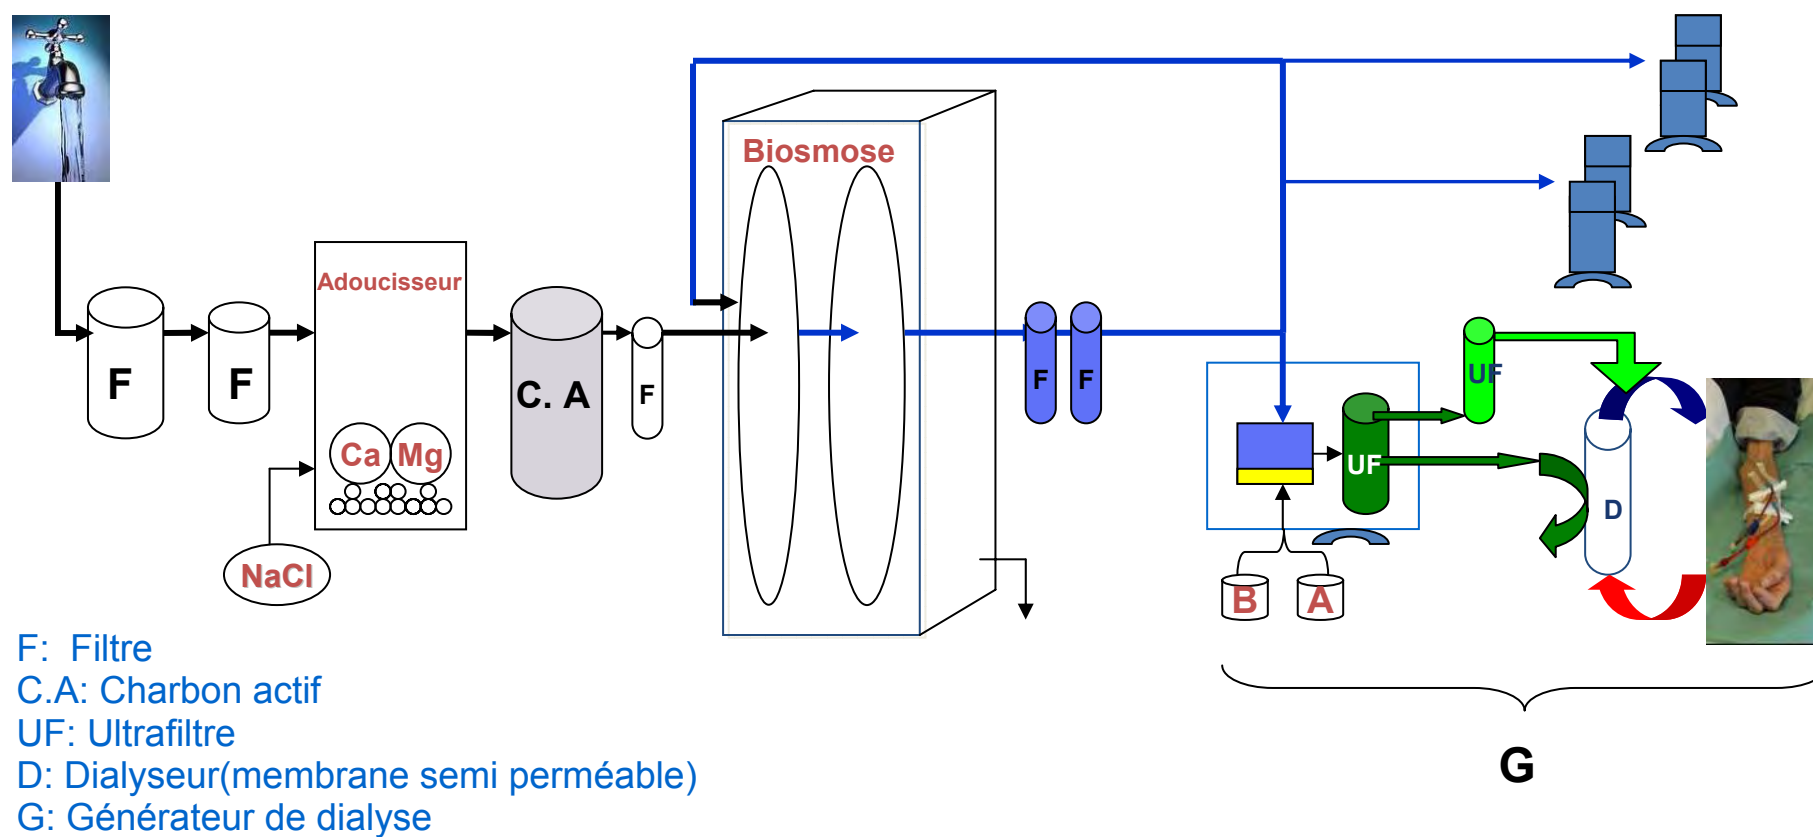 Biosmose
Adoucisseur
F
F
C. A
F
F
F
UF
UF
Ca
Mg
D
NaCl
B
A
F:  Filtre
C.A: Charbon actif
UF: Ultrafiltre
D: Dialyseur(membrane semi perméable)
G: Générateur de dialyse
G